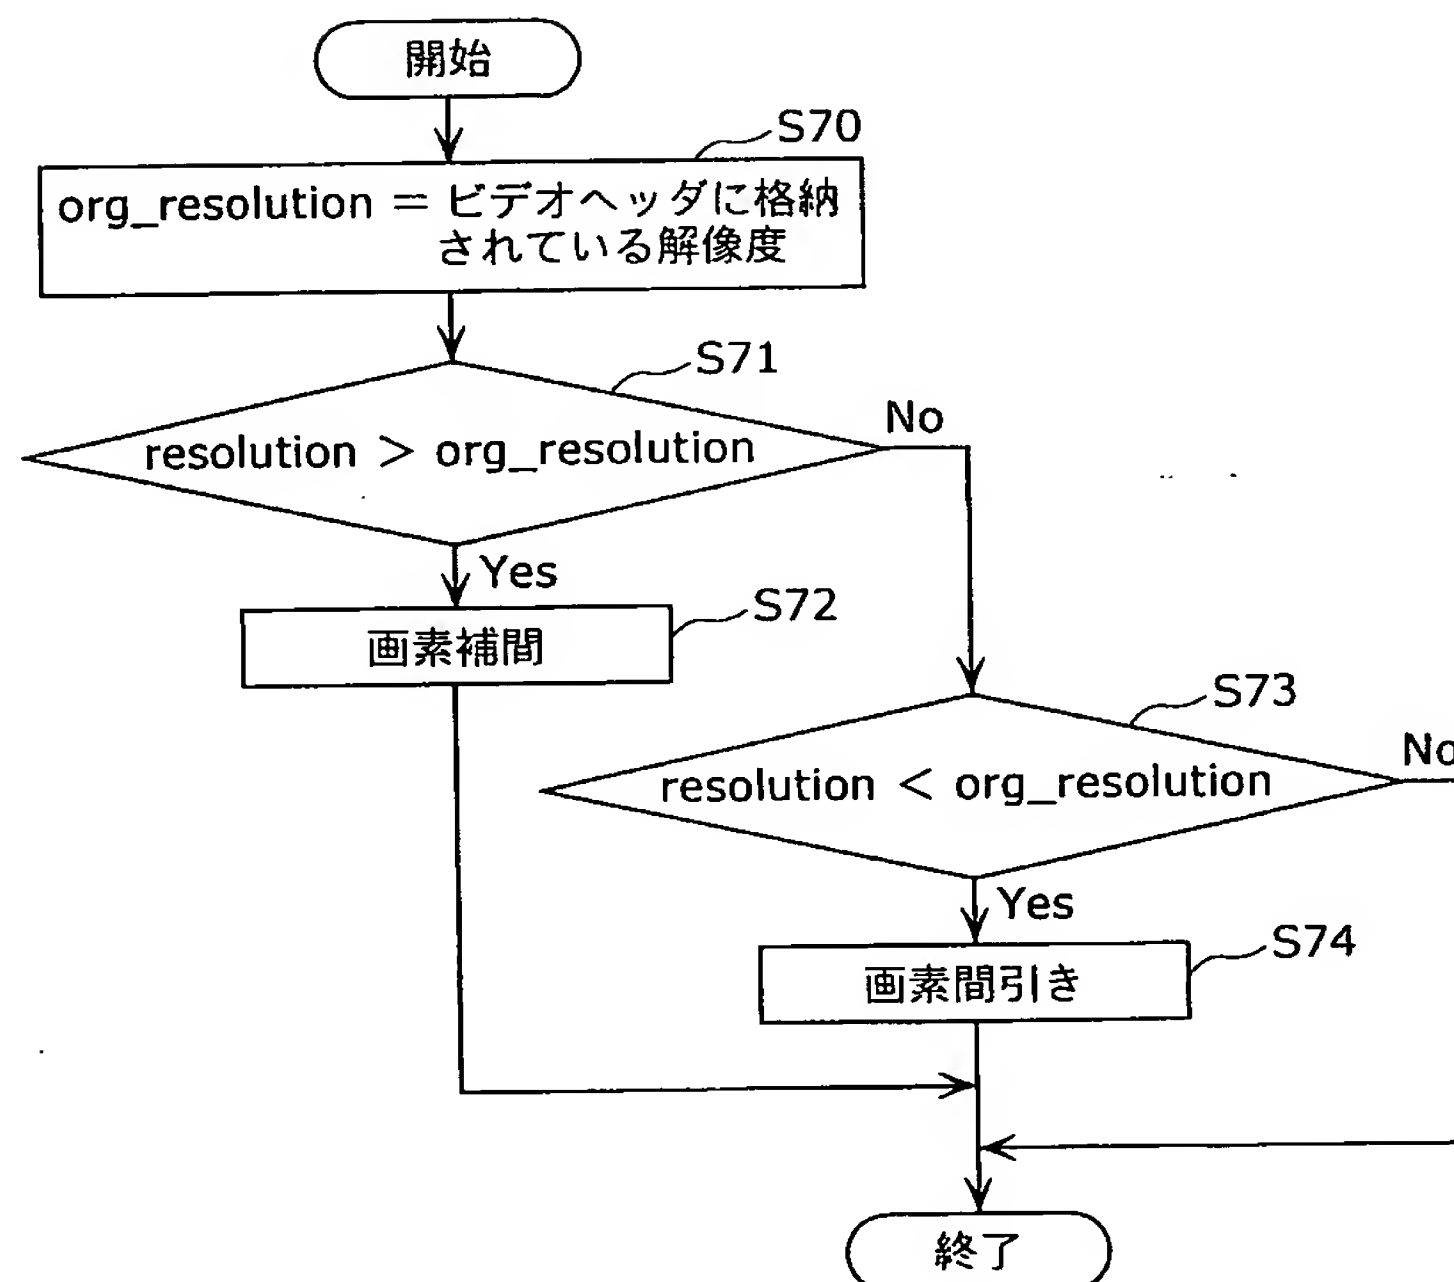 開始
S70
org_resolution = ビデオヘッダに格納
されている解像度
S71
resolution > org_resolution
No
Yes
S72
画素補間
S73
resolution < org_resolution
No
Yes
S74
画素間引き
終了